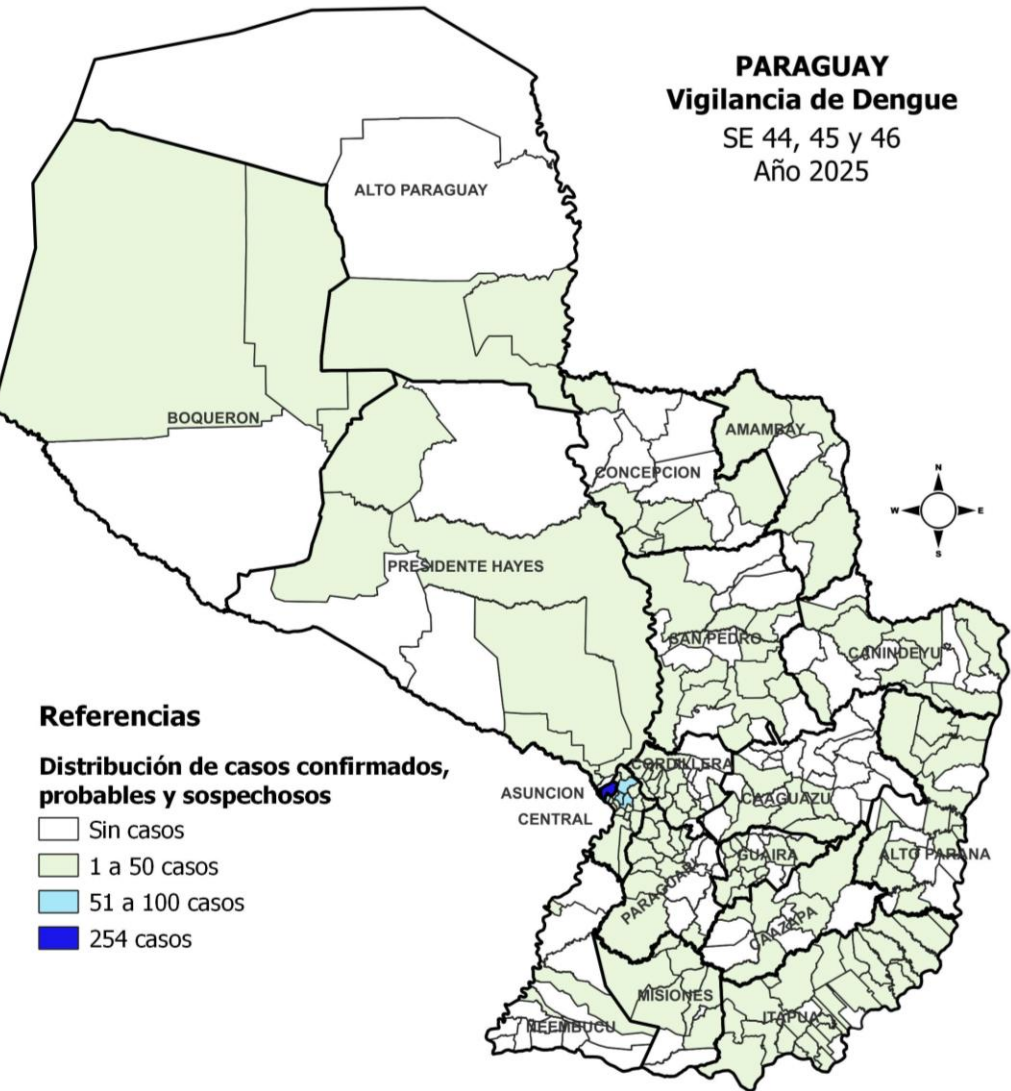 PARAGUAY
Vigilancia de Dengue
SE 44, 45 y 46
Año 2025
ALTO PARAGUAY
BOQUERON
AMAMBAY
CONCEPCION
N
W
E
S
PRESIDENTE HAYES
SAN PEDRO
CANINDEYU
Referencias
Distribución de casos confirmados,
probables y sospechosos
Sin casos
1 a 50 casos
51 a 100 casos
254 casos
CORDILLERA
ASUNCION
CENTRAL
CAAGUAZU
GUAIRA
ALTO PARANA
PARAGUARI
CAAZAPA
MISIONES
ÑEEMBUCU
ITAPUA